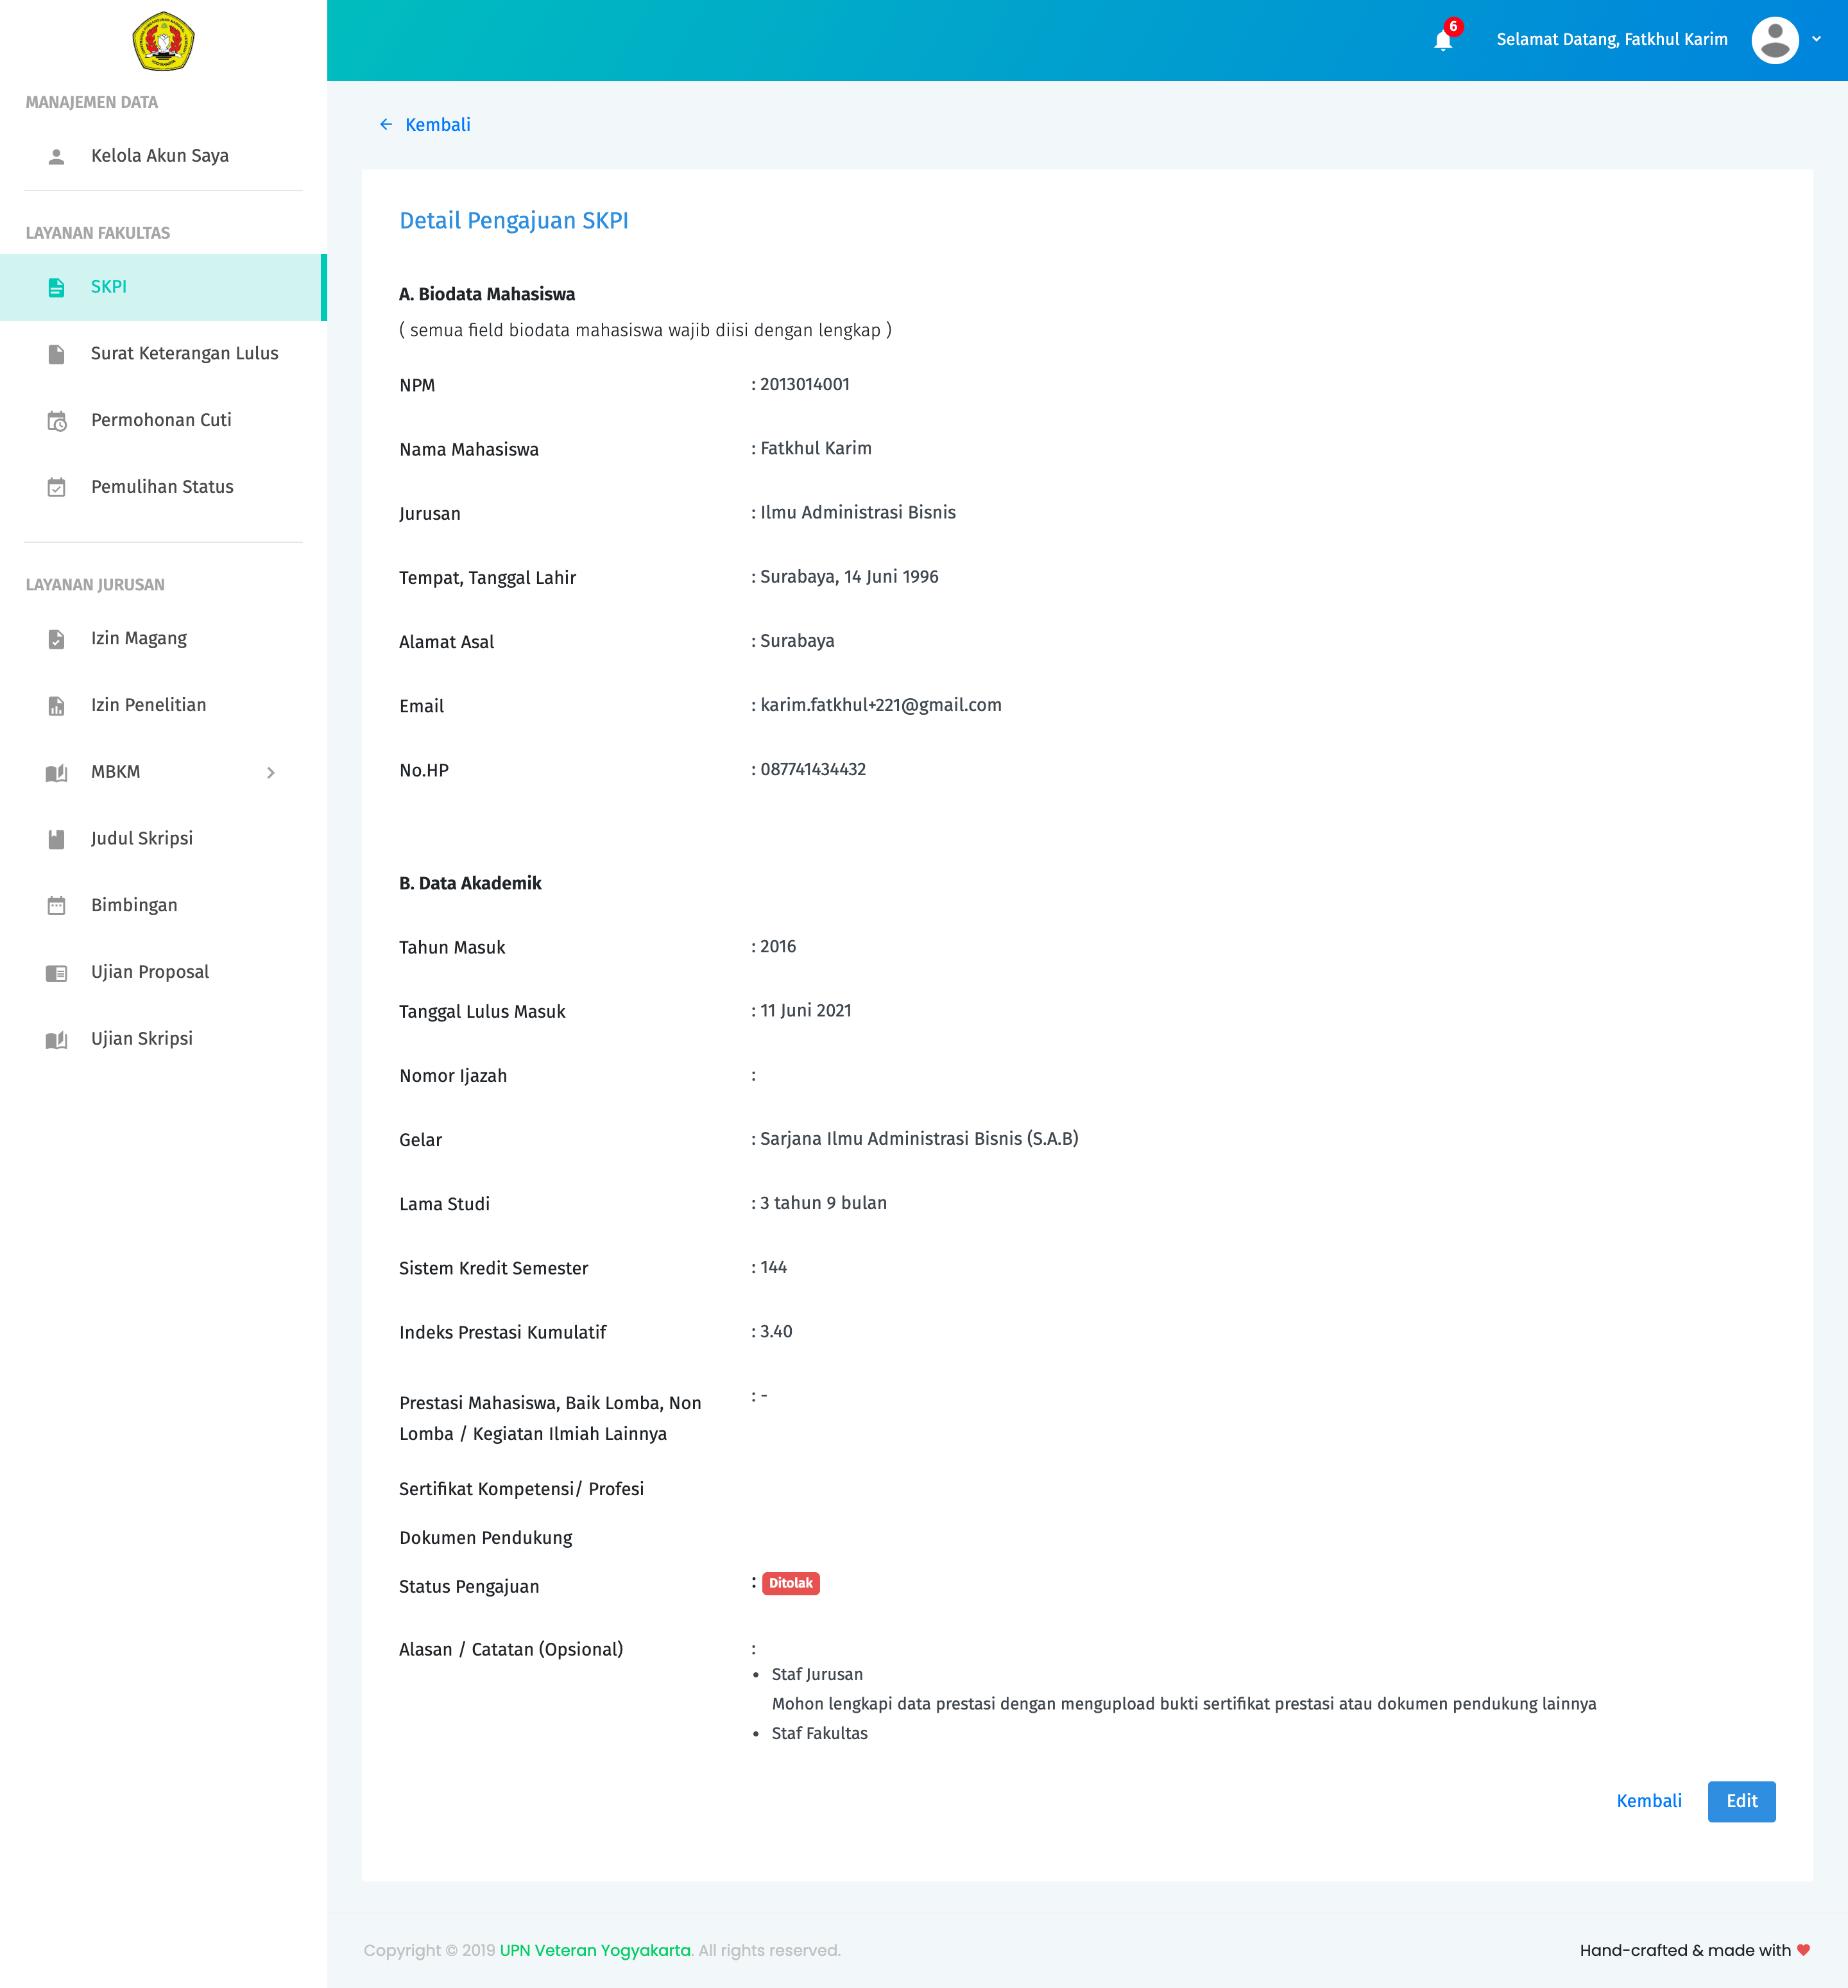 MANAJEMEN DATA
Kelola Akun Saya
LAYANAN FAKULTAS
SKPI
Surat Keterangan Lulus
Permohonan Cuti
Pemulihan Status
LAYANAN JURUSAN
Izin Magang
Izin Penelitian
MBKM
Judul Skripsi
Bimbingan
Ujian Proposal
Ujian Skripsi
6
Selamat Datang, Fatkhul Karim
Kembali
Detail Pengajuan SKPI
A. Biodata Mahasiswa
( semua field biodata mahasiswa wajib diisi dengan lengkap )
NPM : 2013014001
Nama Mahasiswa : Fatkhul Karim
Jurusan : Ilmu Administrasi Bisnis
Tempat, Tanggal Lahir : Surabaya, 14 Juni 1996
Alamat Asal : Surabaya
Email : karim.fatkhul+221@gmail.com
No.HP : 087741434432
B. Data Akademik
Tahun Masuk : 2016
Tanggal Lulus Masuk : 11 Juni 2021
Nomor Ijazah :
Gelar : Sarjana Ilmu Administrasi Bisnis (S.A.B)
Lama Studi : 3 tahun 9 bulan
Sistem Kredit Semester : 144
Indeks Prestasi Kumulatif : 3.40
Prestasi Mahasiswa, Baik Lomba, Non : -
Lomba / Kegiatan Ilmiah Lainnya
Sertifikat Kompetensi/ Profesi
Dokumen Pendukung
Status Pengajuan : Ditolak
Alasan / Catatan (Opsional) :
• Staf Jurusan
Mohon lengkapi data prestasi dengan mengupload bukti sertifikat prestasi atau dokumen pendukung lainnya
• Staf Fakultas
Kembali Edit
Copyright © 2019 UPN Veteran Yogyakarta. All rights reserved.
Hand-crafted & made with